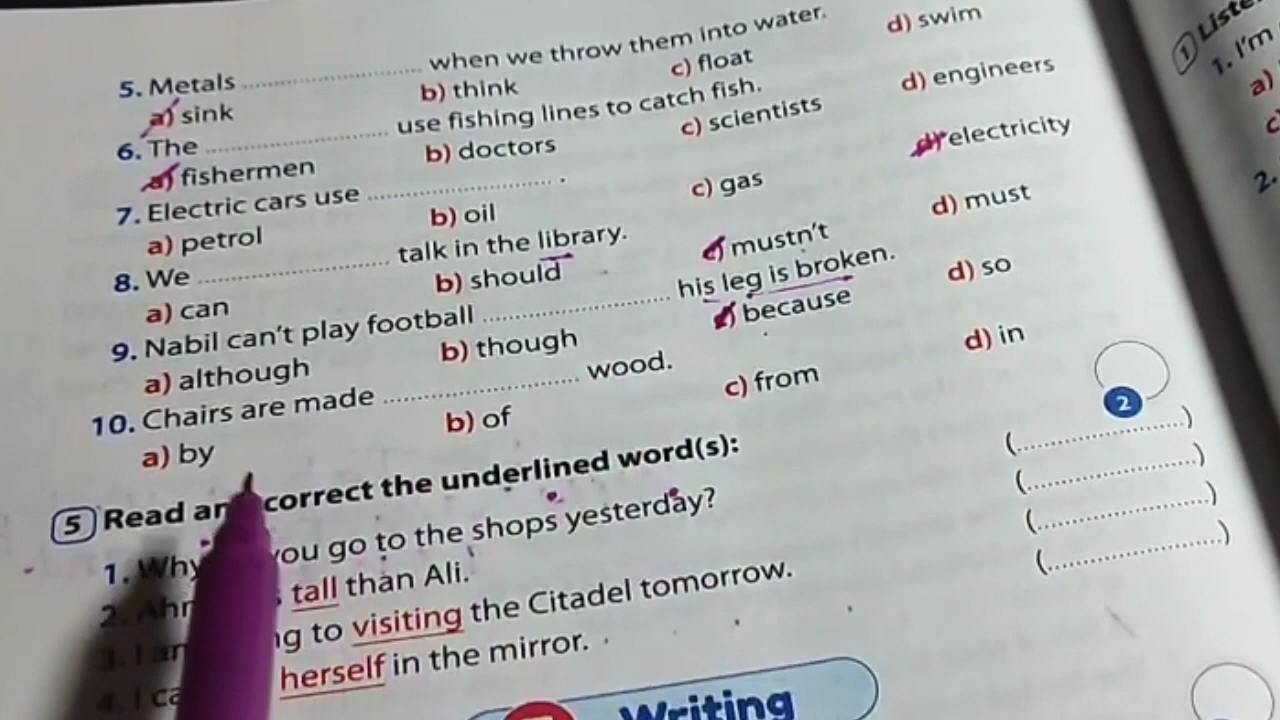 5. Metals .............................. when we throw them into water.
a) sink b) think c) float d) swim
6. The .............................. use fishing lines to catch fish.
a) fishermen b) doctors c) scientists d) engineers
7. Electric cars use .............................. .
a) petrol b) oil c) gas d) electricity
8. We .............................. talk in the library.
a) can b) should c) mustn't d) must
9. Nabil can't play football .............................. his leg is broken.
a) although b) though c) because d) so
10. Chairs are made .............................. wood.
a) by b) of c) from d) in
2
5 Read correct the underlined word(s):
1. Why you go to the shops yesterday? (..............................)
2. tall than Ali. (..............................)
3. I to visiting the Citadel tomorrow. (..............................)
4. I herself in the mirror. (..............................)
Writing
1
1. I'm
a)
c)
2.